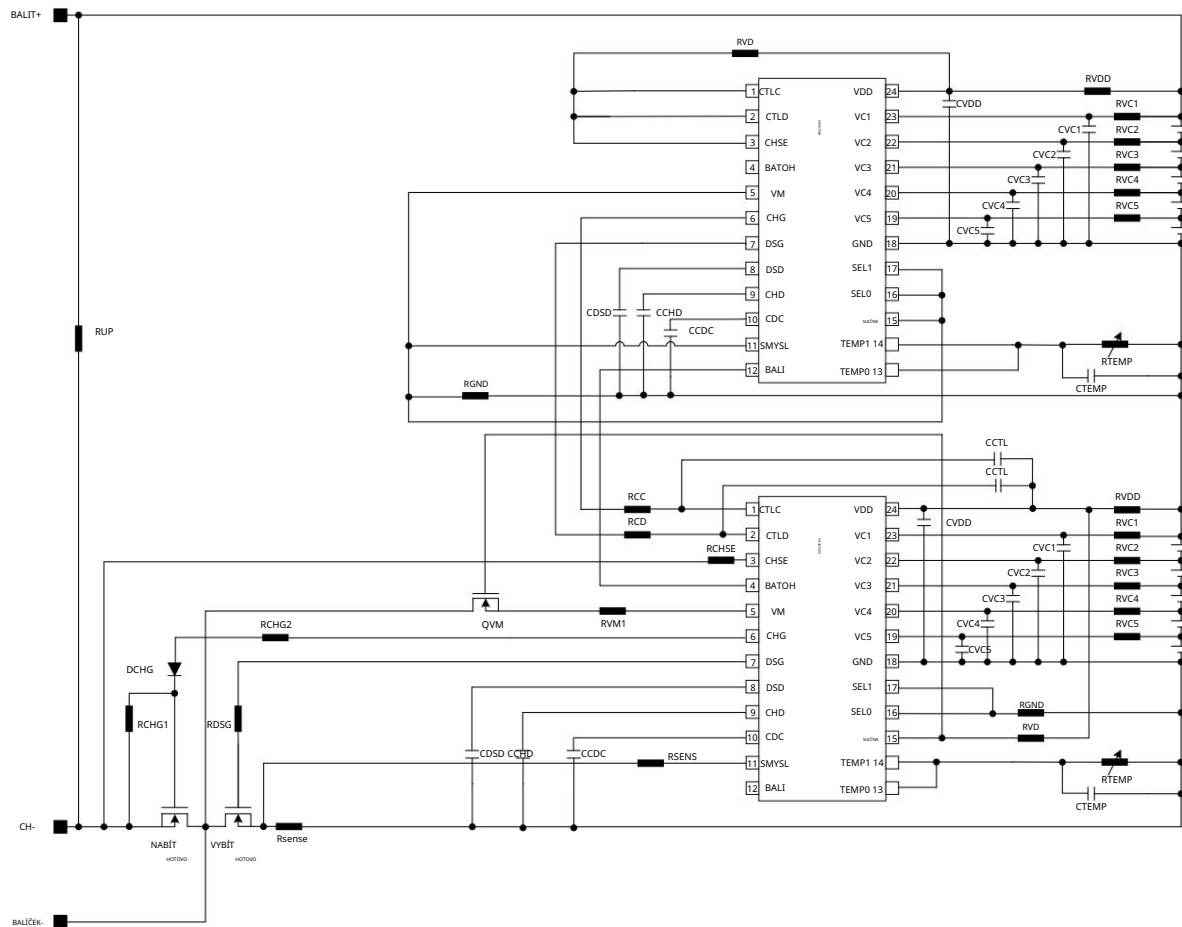 BALIT+
RVD
RVDD
1 CTLC VDD 24
CVDD
RVC1
2 CTLD VC1 23
CVC1
RVC2
3 CHSE VC2 22
CVC2
RVC3
4 BATOH VC3 21
CVC3
RVC4
5 VM VC4 20
CVC4
RVC5
6 CHG VC5 19
CVC5
7 DSG GND 18
8 DSD SEL1 17
9 CHD SEL0 16
CDSD CCHD
10 CDC 15
CCDC
RUP
11 SMYSL TEMP1 14
RTEMP
12 BALI TEMP0 13
CTEMP
RGND
CCTL
CCTL
RCC
RVDD
1 CTLC VDD 24
CVDD
RCD
RVC1
2 CTLD VC1 23
CVC1
RCHSE
RVC2
3 CHSE VC2 22
CVC2
RVC3
4 BATOH VC3 21
CVC3
RVC4
5 VM VC4 20
QVM RVM1
CVC4
RVC5
RCHG2
6 CHG VC5 19
CVC5
7 DSG GND 18
DCHG
8 DSD SEL1 17
RGND
9 CHD SEL0 16
RCHG1 RDSG
RVD
10 CDC 15
CDSD CCHD CCDC
RSENS
11 SMYSL TEMP1 14
RTEMP
12 BALI TEMP0 13
CTEMP
CH-
Rsense
NABÍT VYBÍT
HOTOVO HOTOVO
BALÍČEK-